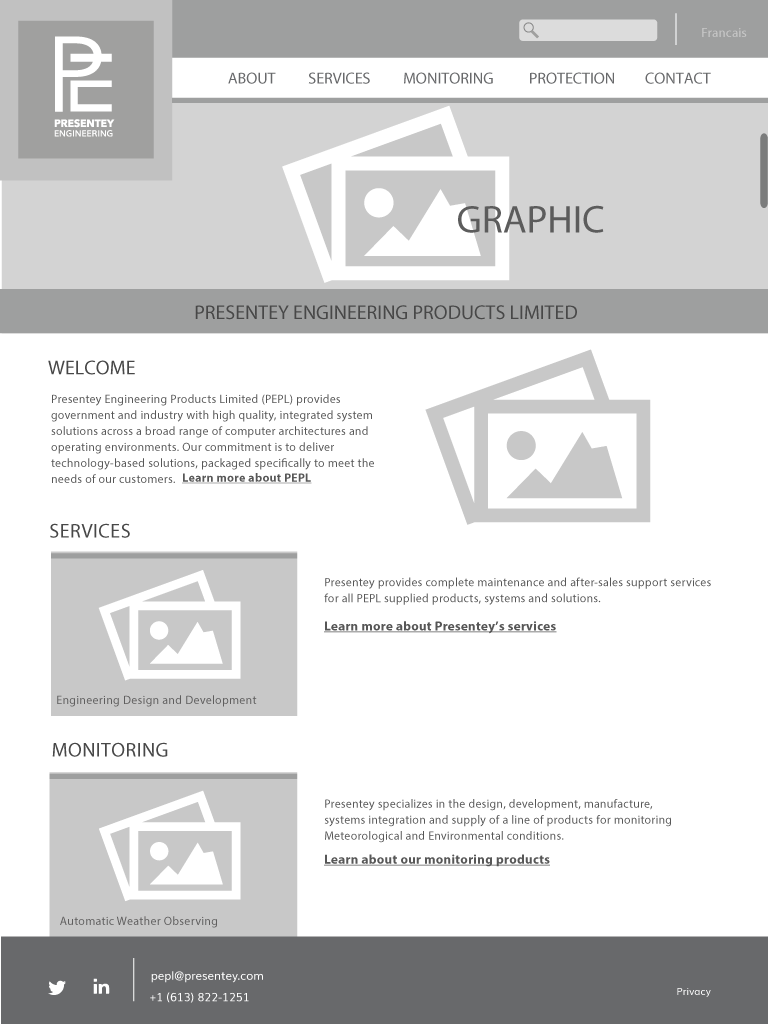 Francais
PRESENTEY
ENGINEERING
ABOUT SERVICES MONITORING PROTECTION CONTACT
GRAPHIC
PRESENTEY ENGINEERING PRODUCTS LIMITED
WELCOME
Presentey Engineering Products Limited (PEPL) provides
government and industry with high quality, integrated system
solutions across a broad range of computer architectures and
operating environments. Our commitment is to deliver
technology-based solutions, packaged specifically to meet the
needs of our customers. Learn more about PEPL
SERVICES
Engineering Design and Development
Presentey provides complete maintenance and after-sales support services
for all PEPL supplied products, systems and solutions.
Learn more about Presentey’s services
MONITORING
Automatic Weather Observing
Presentey specializes in the design, development, manufacture,
systems integration and supply of a line of products for monitoring
Meteorological and Environmental conditions.
Learn about our monitoring products
pepl@presentey.com
+1 (613) 822-1251
Privacy